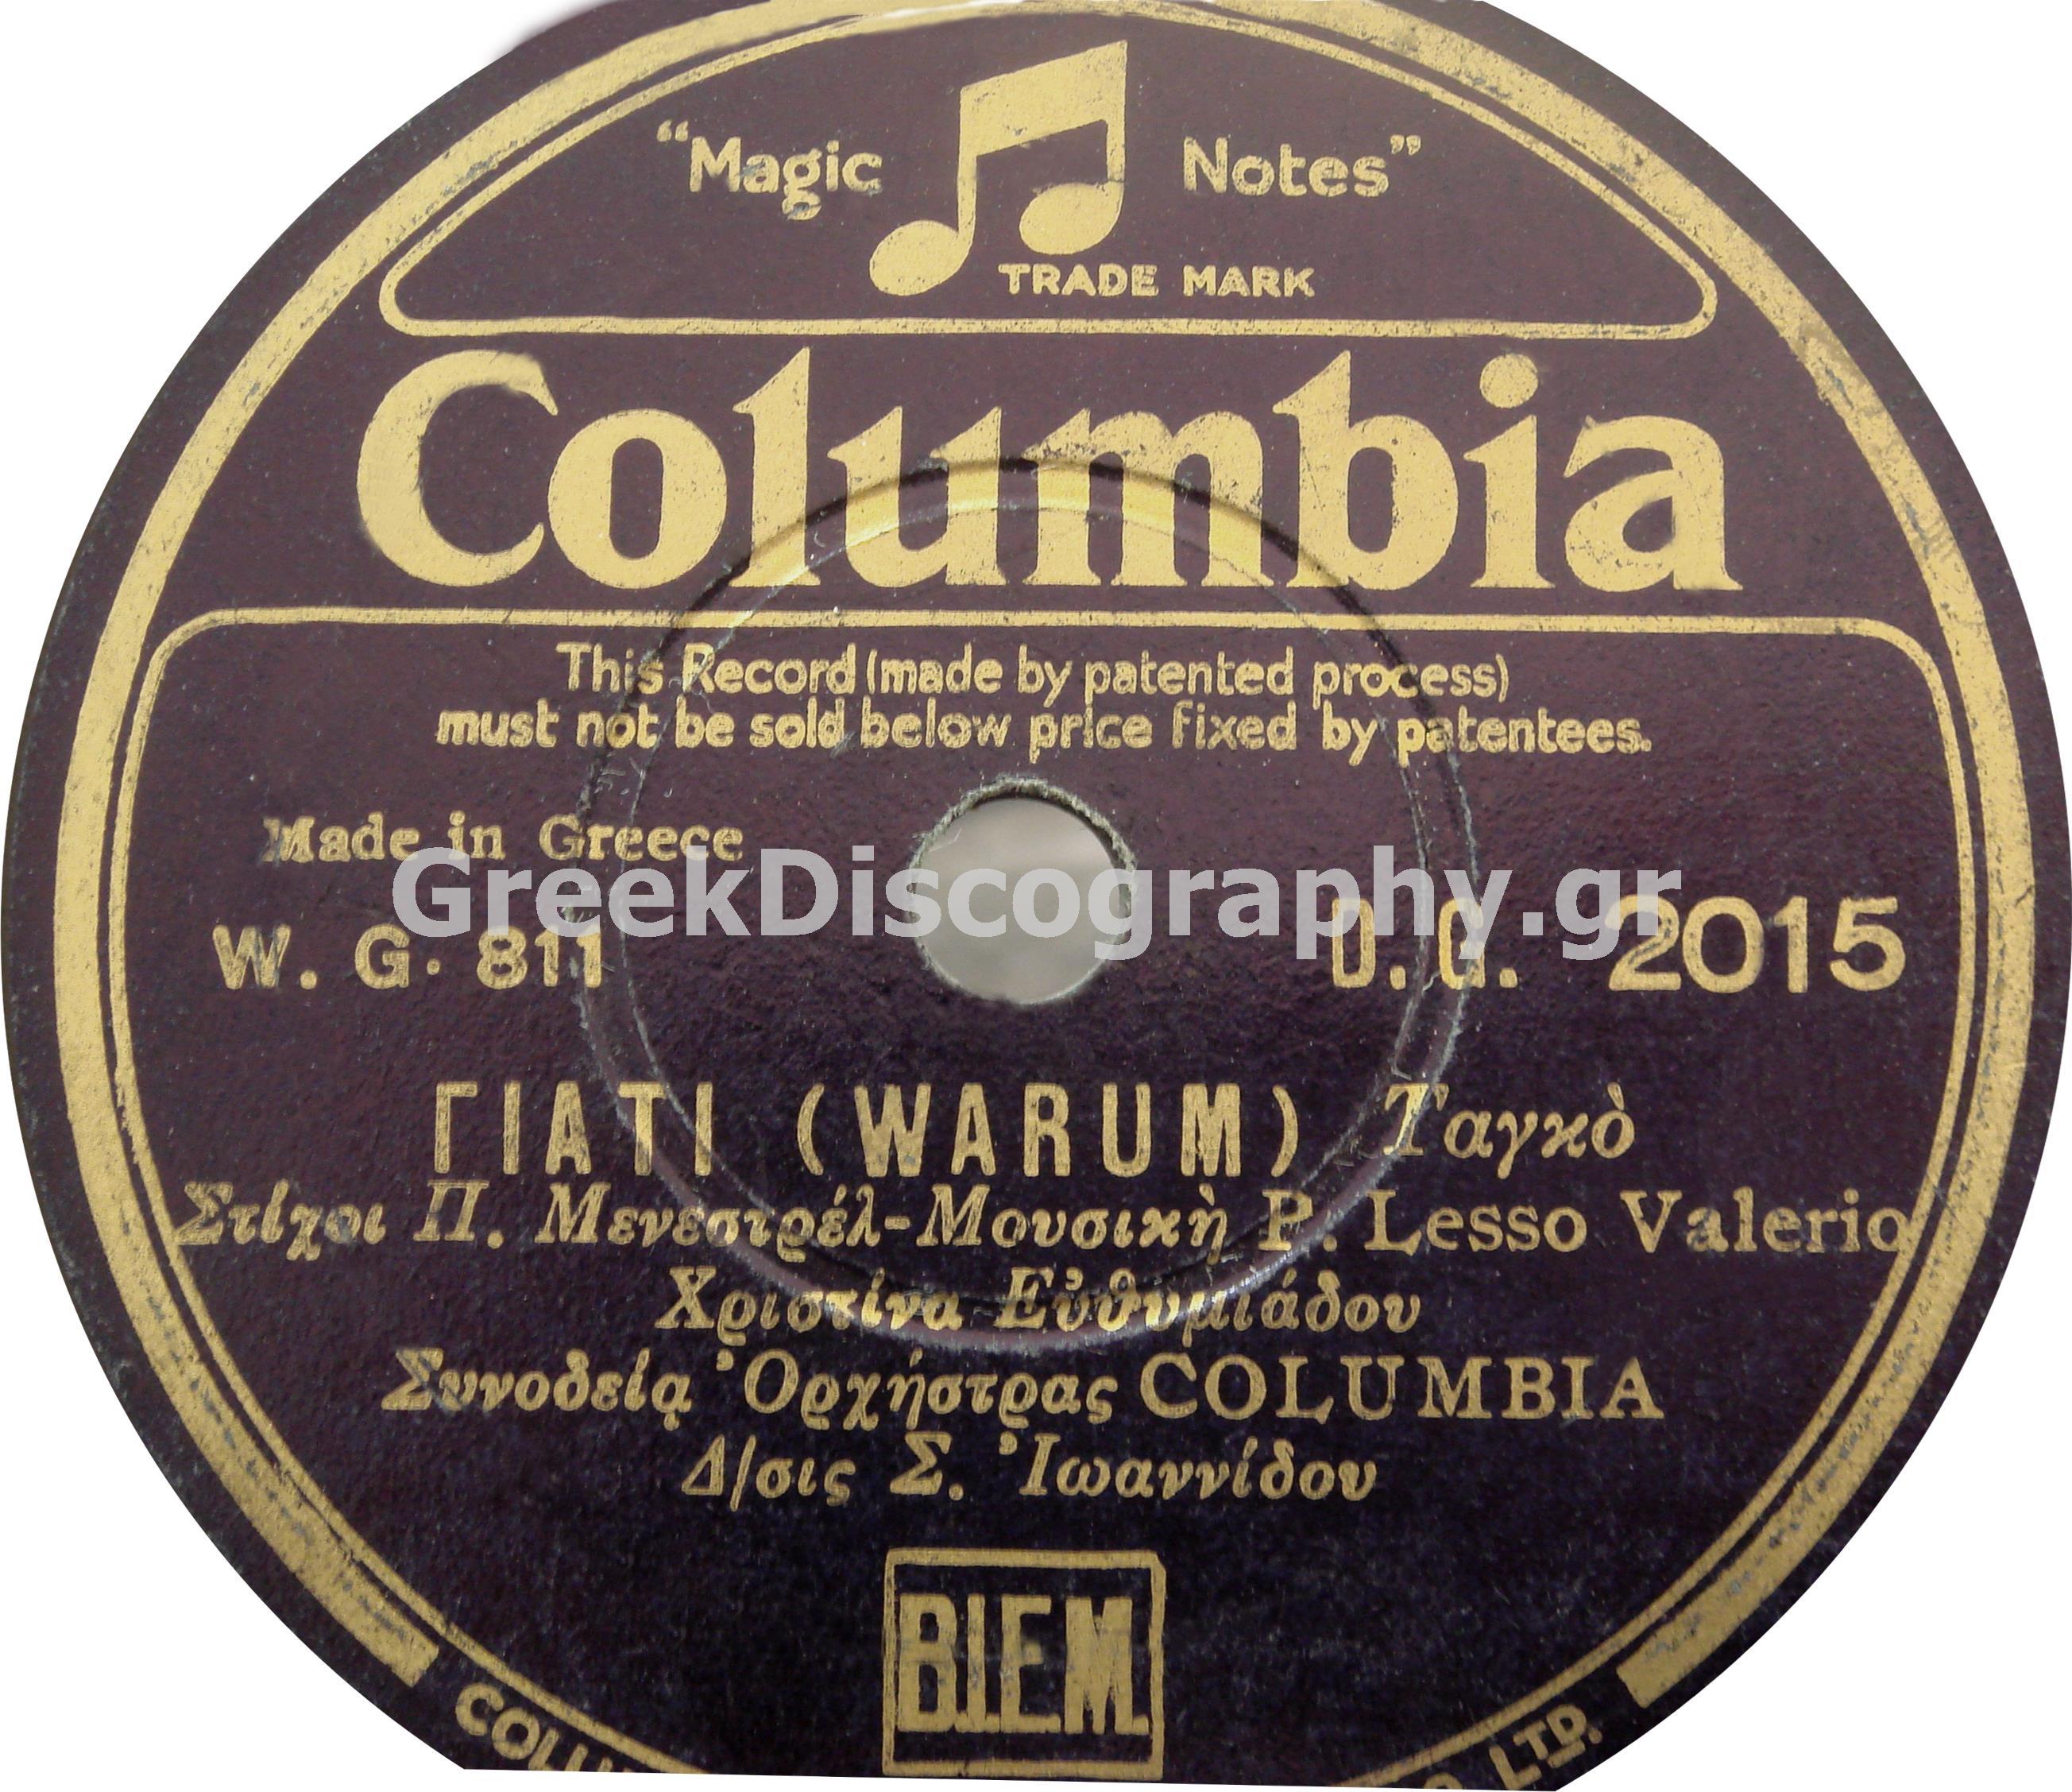 "Magic Notes"
TRADE MARK
Columbia
This Record (made by patented process)
must not be sold below price fixed by patentees.
Made in Greece
GreekDiscography.gr
W. G. 811 D. G. 2015
ΓΙΑΤΙ (WARUM) Ταγκὸ
Στίχοι Π. Μενεστρέλ-Μουσικὴ P. Lesso Valerio
Χριστίνα Εὐθυμιάδου
Συνοδείᾳ Ὀρχήστρας COLUMBIA
Δ/σις Σ. Ἰωαννίδου
B.I.E.M.
LTD.